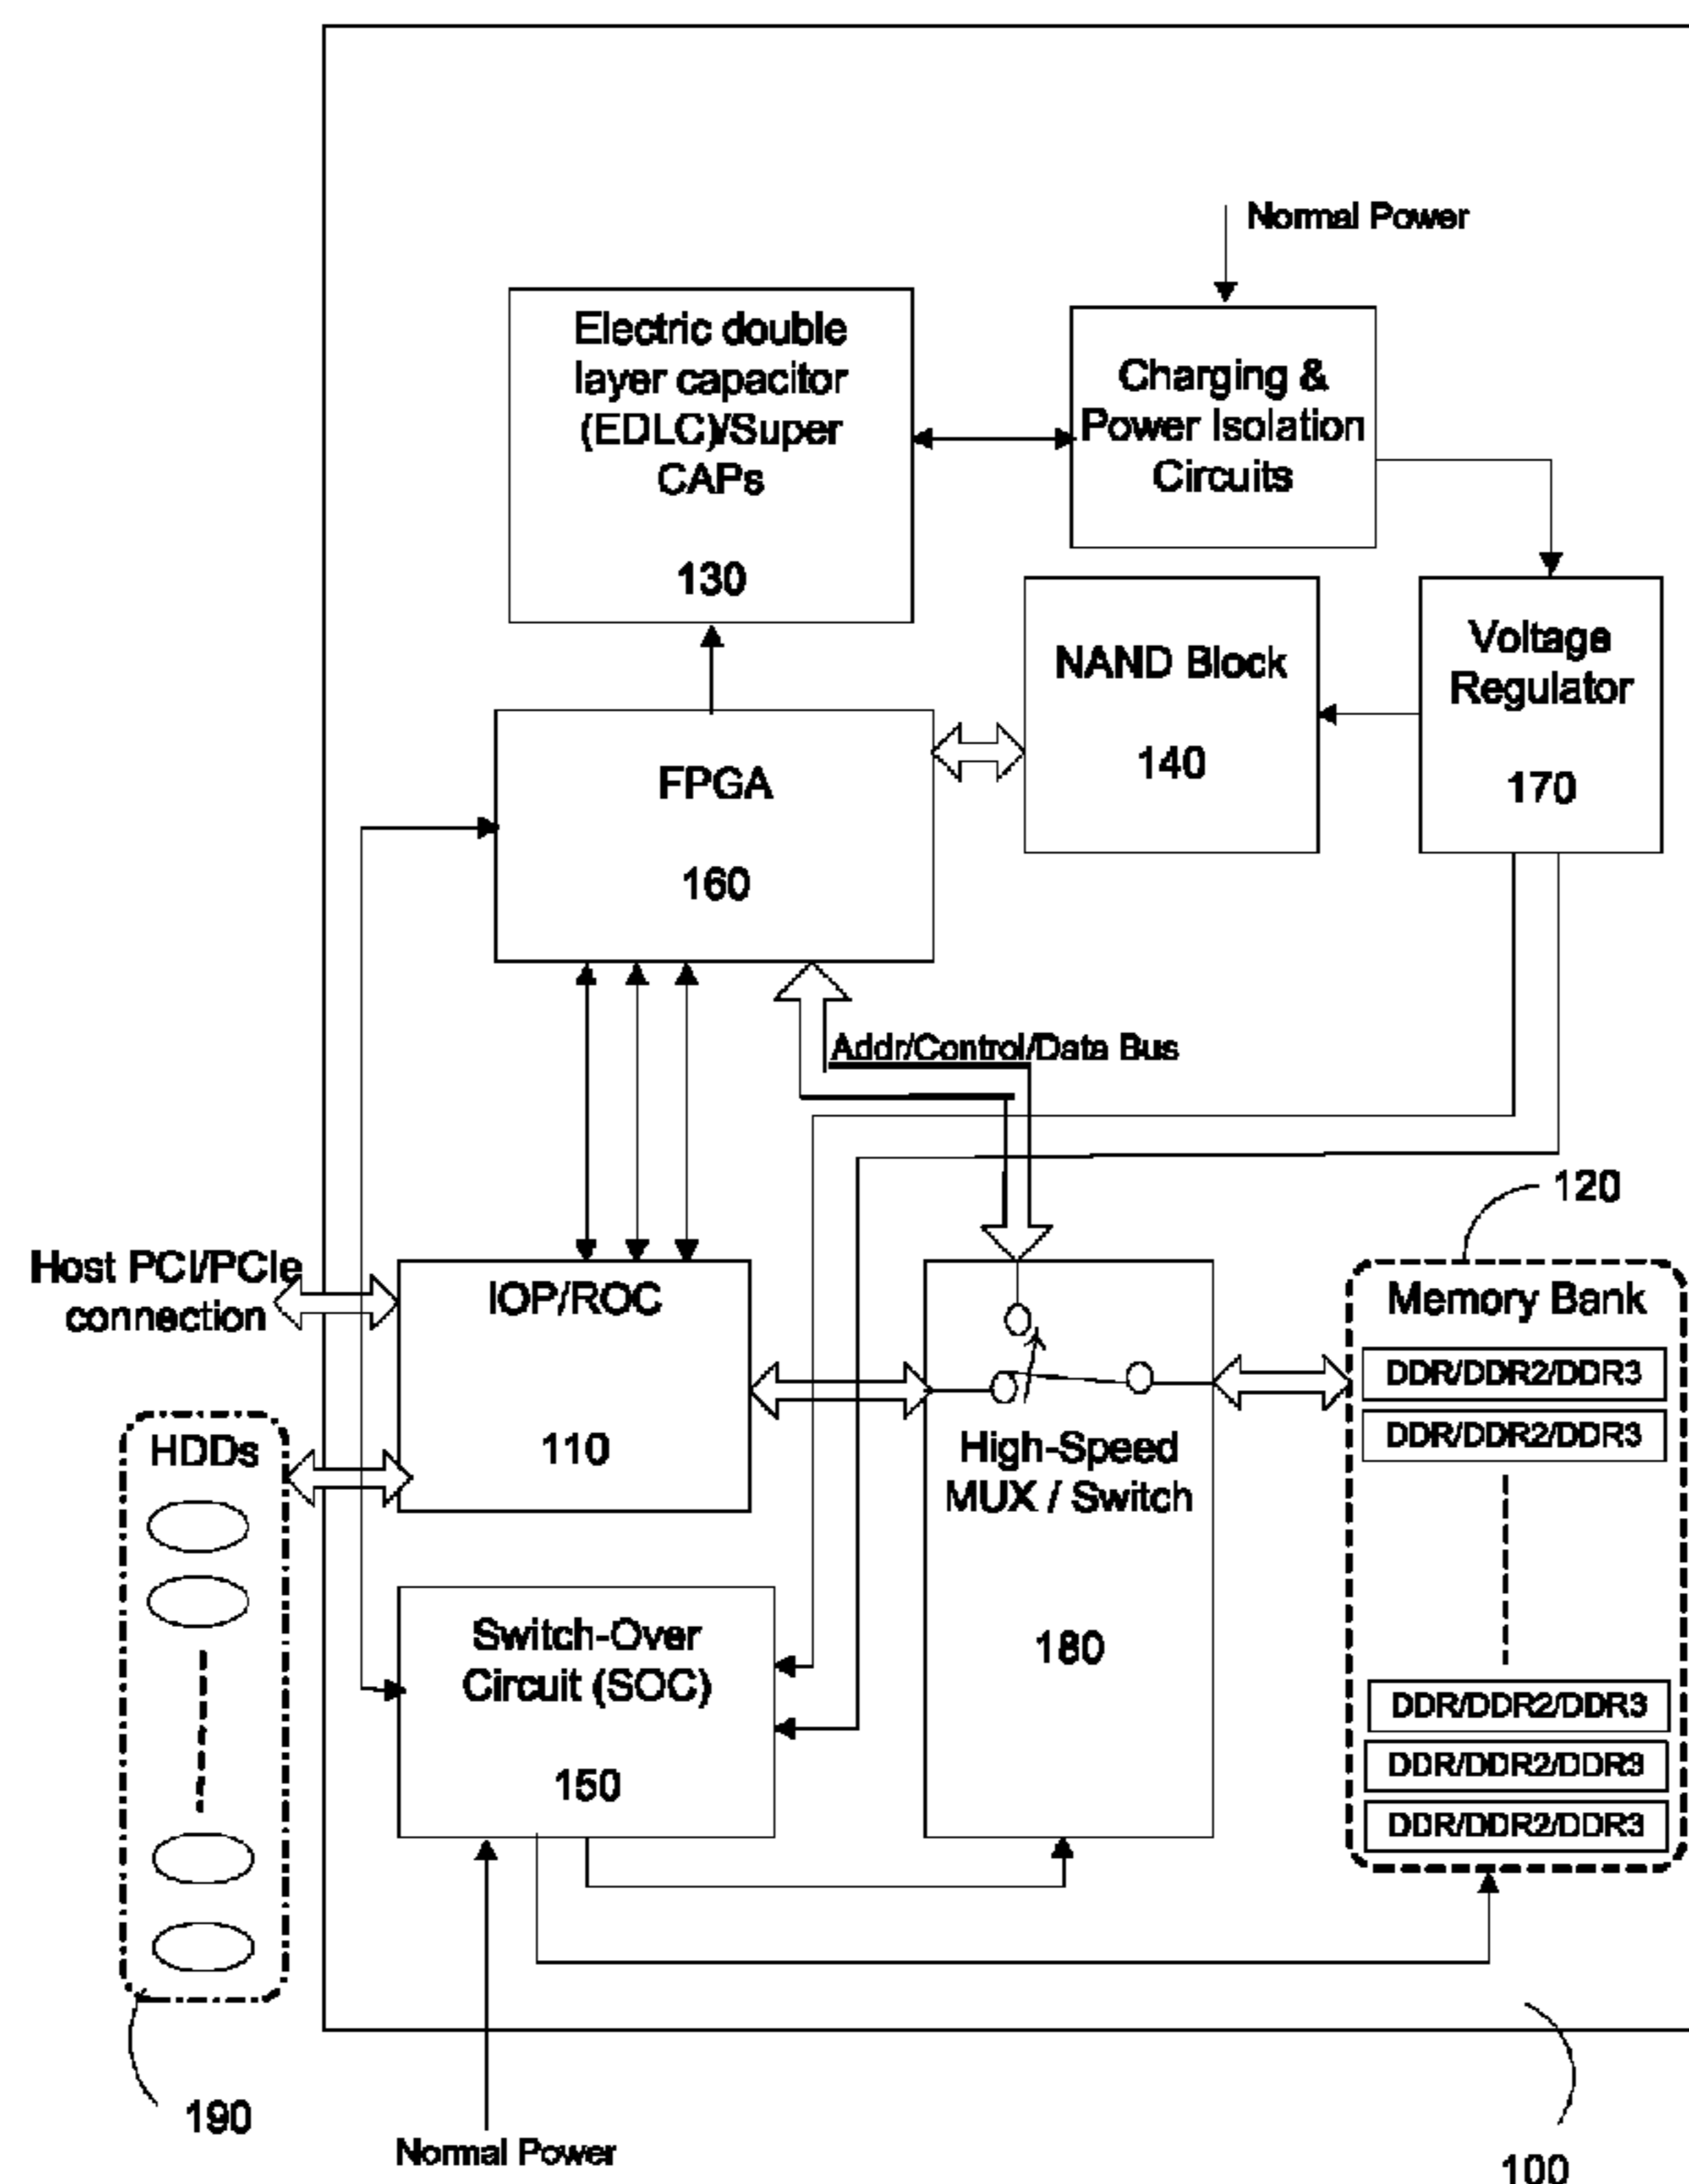 Normal Power
Electric double
layer capacitor
(EDLC)/Super
CAPs
130
Charging &
Power Isolation
Circuits
NAND Block
140
Voltage
Regulator
170
FPGA
160
Addr/Control/Data Bus
120
Host PCI/PCIe
connection
IOP/ROC
110
High-Speed
MUX / Switch
180
Memory Bank
DDR/DDR2/DDR3
DDR/DDR2/DDR3
DDR/DDR2/DDR3
DDR/DDR2/DDR3
DDR/DDR2/DDR3
HDDs
Switch-Over
Circuit (SOC)
150
190
Normal Power
100